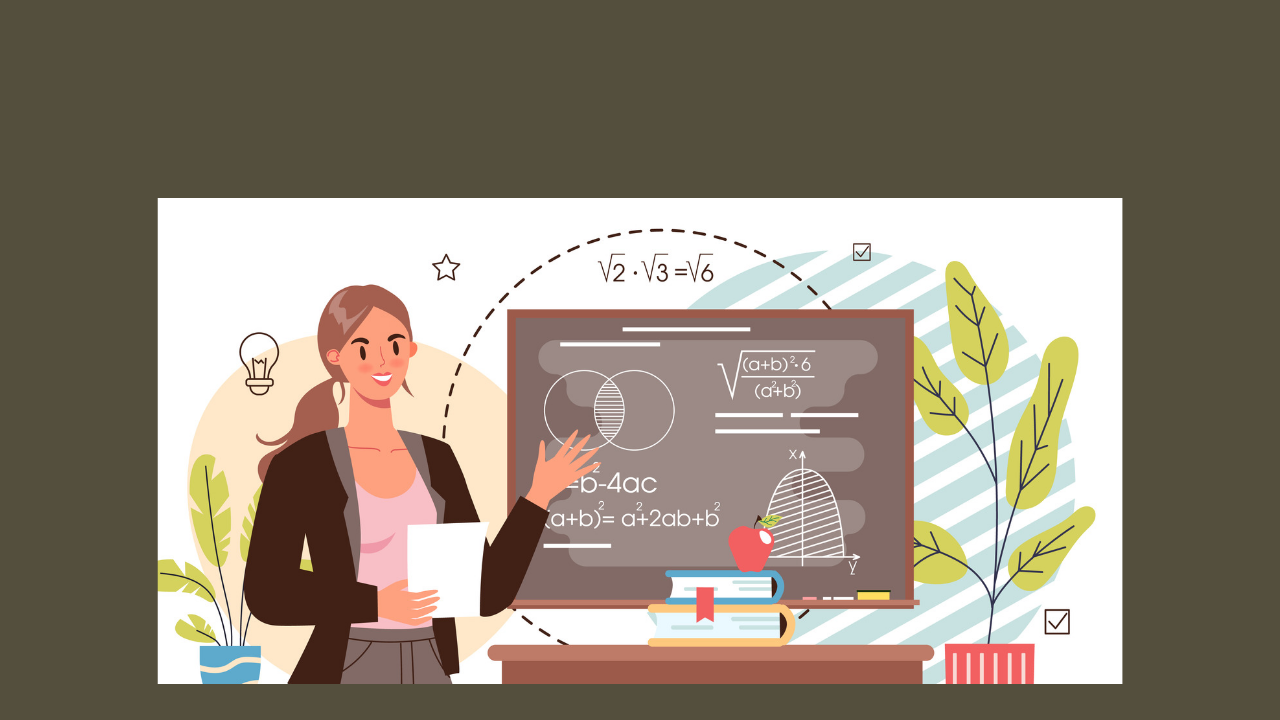 √2·√3=√6
√(a+b)²·6
(a²+b²)
=b²-4ac
(a+b)²= a²+2ab+b²
X
Y